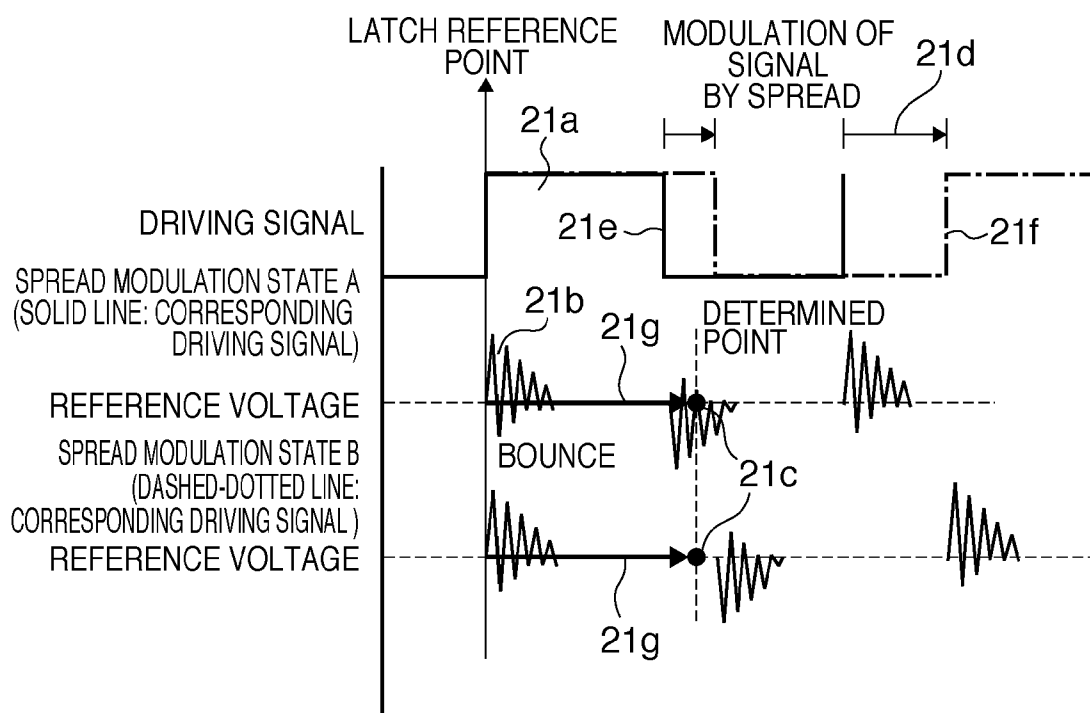 LATCH REFERENCE
POINT
MODULATION OF
SIGNAL
BY SPREAD
21d
21a
DRIVING SIGNAL
21e
21f
SPREAD MODULATION STATE A
(SOLID LINE: CORRESPONDING
DRIVING SIGNAL)
21b
21g
DETERMINED
POINT
REFERENCE VOLTAGE
BOUNCE
21c
SPREAD MODULATION STATE B
(DASHED-DOTTED LINE:
CORRESPONDING DRIVING SIGNAL )
REFERENCE VOLTAGE
21g